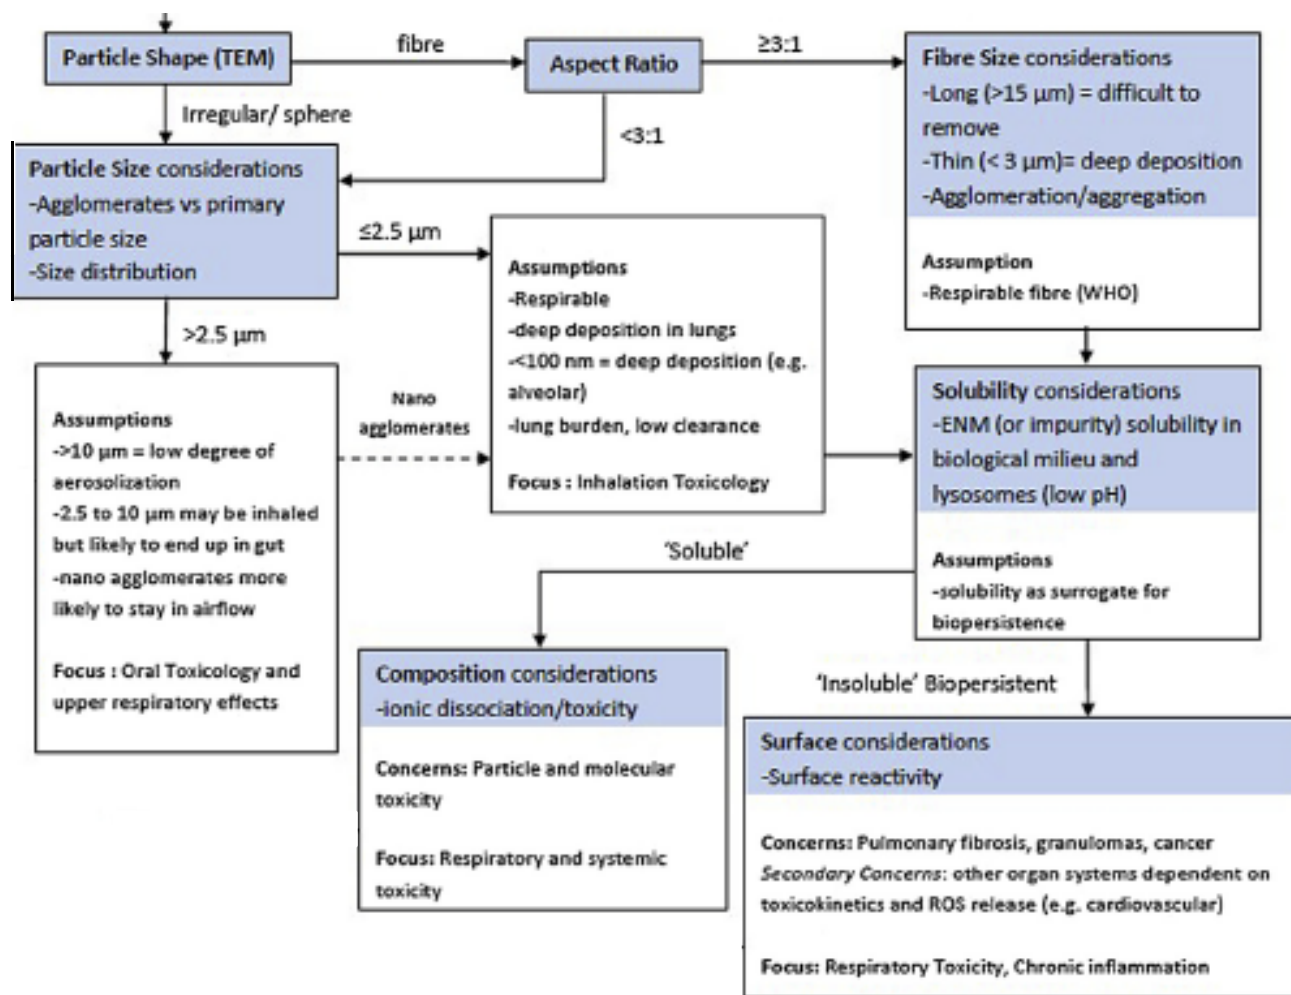 Particle Shape (TEM)
fibre
Aspect Ratio
≥3:1
Fibre Size considerations
-Long (>15 µm) = difficult to
remove
-Thin (< 3 µm)= deep deposition
-Agglomeration/aggregation
Assumption
-Respirable fibre (WHO)
Irregular/ sphere
<3:1
Particle Size considerations
-Agglomerates vs primary
particle size
-Size distribution
≤2.5 µm
>2.5 µm
Assumptions
-Respirable
-deep deposition in lungs
-<100 nm = deep deposition (e.g.
alveolar)
-lung burden, low clearance
Focus : Inhalation Toxicology
Nano
agglomerates
Assumptions
->10 µm = low degree of
aerosolization
-2.5 to 10 µm may be inhaled
but likely to end up in gut
-nano agglomerates more
likely to stay in airflow
Focus : Oral Toxicology and
upper respiratory effects
Solubility considerations
-ENM (or impurity) solubility in
biological milieu and
lysosomes (low pH)
Assumptions
-solubility as surrogate for
biopersistence
'Soluble'
Composition considerations
-ionic dissociation/toxicity
Concerns: Particle and molecular
toxicity
Focus: Respiratory and systemic
toxicity
'Insoluble' Biopersistent
Surface considerations
-Surface reactivity
Concerns: Pulmonary fibrosis, granulomas, cancer
Secondary Concerns: other organ systems dependent on
toxicokinetics and ROS release (e.g. cardiovascular)
Focus: Respiratory Toxicity, Chronic inflammation